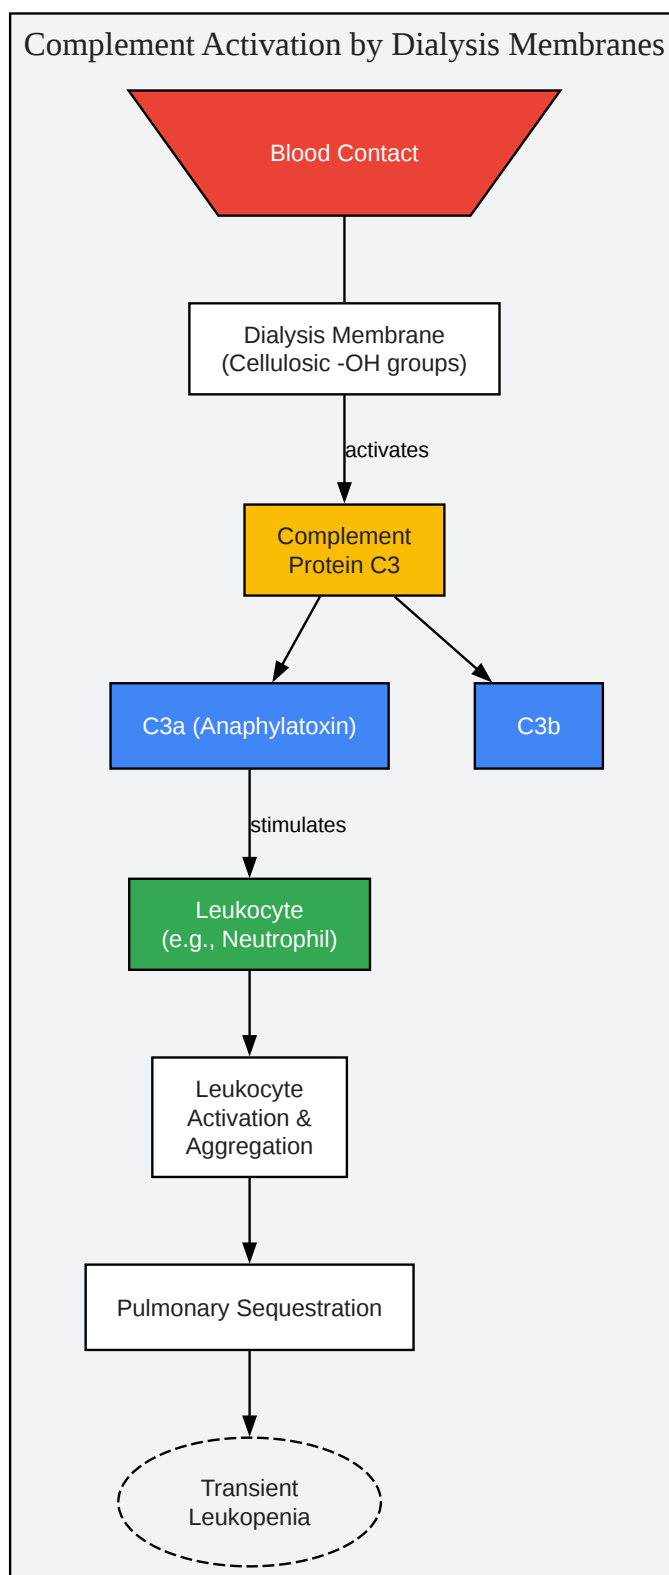 Complement Activation by Dialysis Membranes
Blood Contact
Dialysis Membrane
(Cellulosic -OH groups)
activates
Complement
Protein C3
C3a (Anaphylatoxin)
C3b
stimulates
Leukocyte
(e.g., Neutrophil)
Leukocyte
Activation &
Aggregation
Pulmonary Sequestration
Transient
Leukopenia